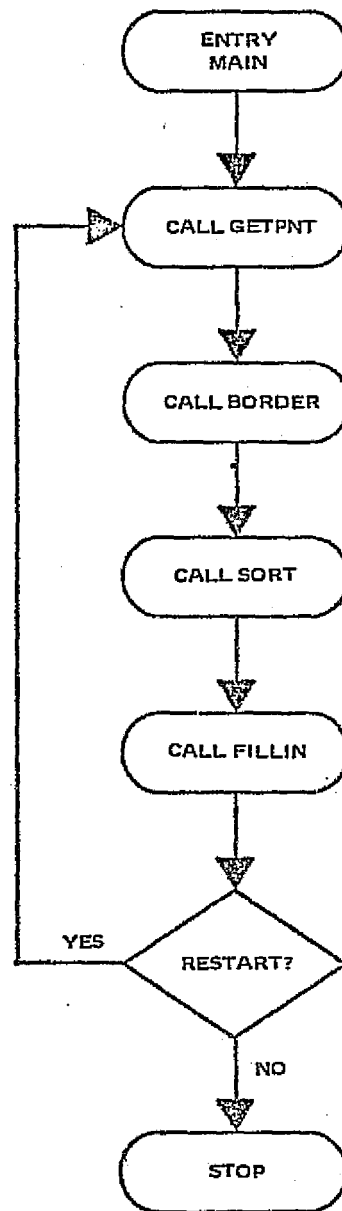 ENTRY
MAIN
CALL GETPNT
CALL BORDER
CALL SORT
CALL FILLIN
YES
RESTART?
NO
STOP